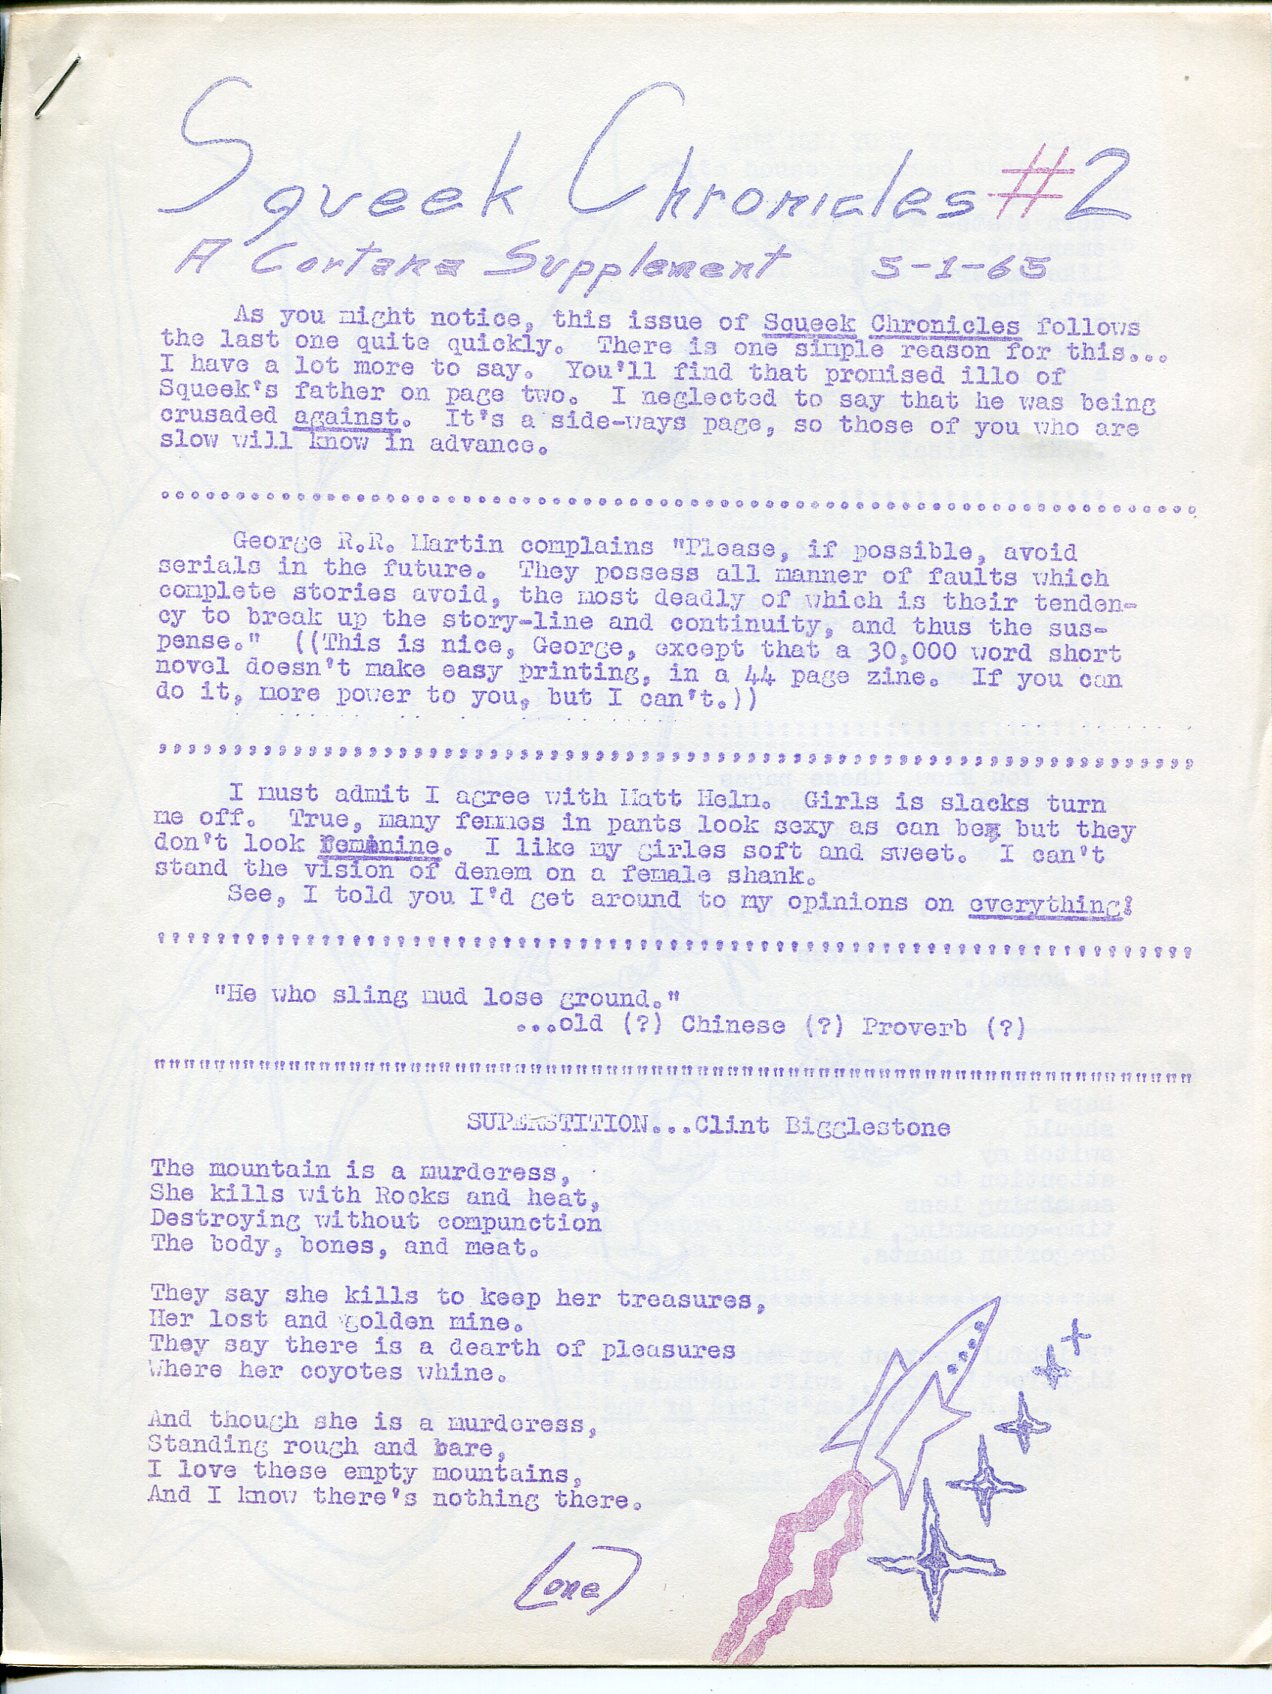 Squeek Chronicles #2
A Cortana Supplement 5-1-65
As you might notice, this issue of Squeek Chronicles follows
the last one quite quickly. There is one simple reason for this...
I have a lot more to say. You'll find that promised illo of
Squeek's father on page two. I neglected to say that he was being
crusaded against. It's a side-ways page, so those of you who are
slow will know in advance.
George R.R. Martin complains "Please, if possible, avoid
serials in the future. They possess all manner of faults which
complete stories avoid, the most deadly of which is their tenden-
cy to break up the story-line and continuity, and thus the sus-
pense." ((This is nice, George, except that a 30,000 word short
novel doesn't make easy printing, in a 44 page zine. If you can
do it, more power to you, but I can't.))
,,,,,,,,,,,,,,,,,,,,,,,,,,,,,,,,,,,,,,,,,,,,,,,,,,,,,,,,,,,,,,,,,,,,,
I must admit I agree with Matt Helm. Girls is slacks turn
me off. True, many femmes in pants look sexy as can be, but they
don't look feminine. I like my girles soft and sweet. I can't
stand the vision of denem on a female shank.
See, I told you I'd get around to my opinions on everything!
"He who sling mud lose ground."
...old (?) Chinese (?) Proverb (?)
""""""""""""""""""""""""""""""""""""""""""""""""""""""""""""""""""""
SUPERSTITION...Clint Bigglestone
The mountain is a murderess,
She kills with Rocks and heat,
Destroying without compunction
The body, bones, and meat.
They say she kills to keep her treasures,
Her lost and golden mine.
They say there is a dearth of pleasures
Where her coyotes whine.
And though she is a murderess,
Standing rough and bare,
I love these empty mountains,
And I know there's nothing there.
(one)